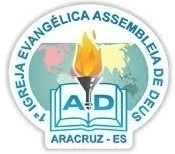 1ª IGREJA EVANGÉLICA ASSEMBLEIA DE DEUS
AD
ARACRUZ - ES